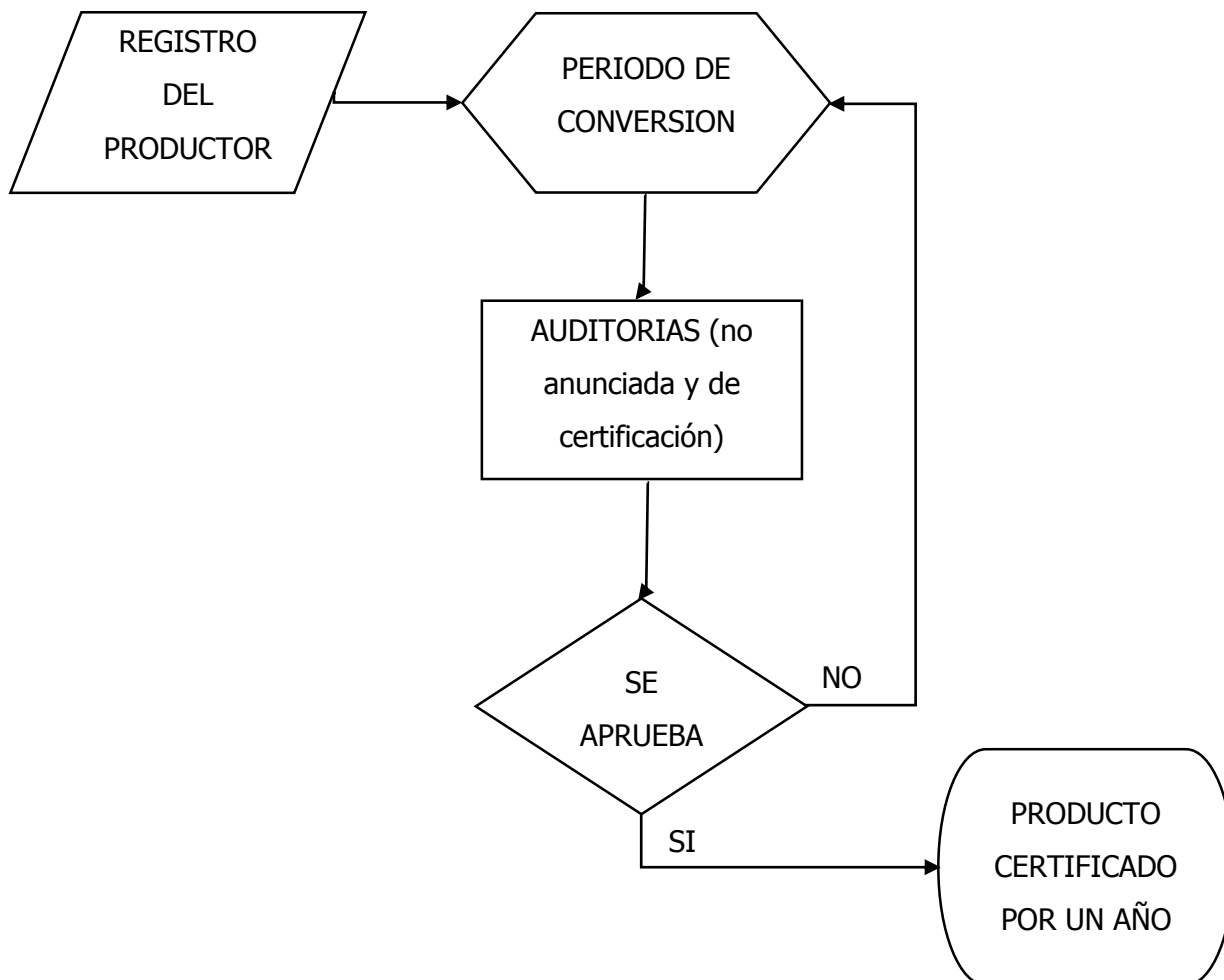 REGISTRO
DEL
PRODUCTOR
PERIODO DE
CONVERSION
AUDITORIAS (no
anunciada y de
certificación)
SE
APRUEBA
NO
SI
PRODUCTO
CERTIFICADO
POR UN AÑO